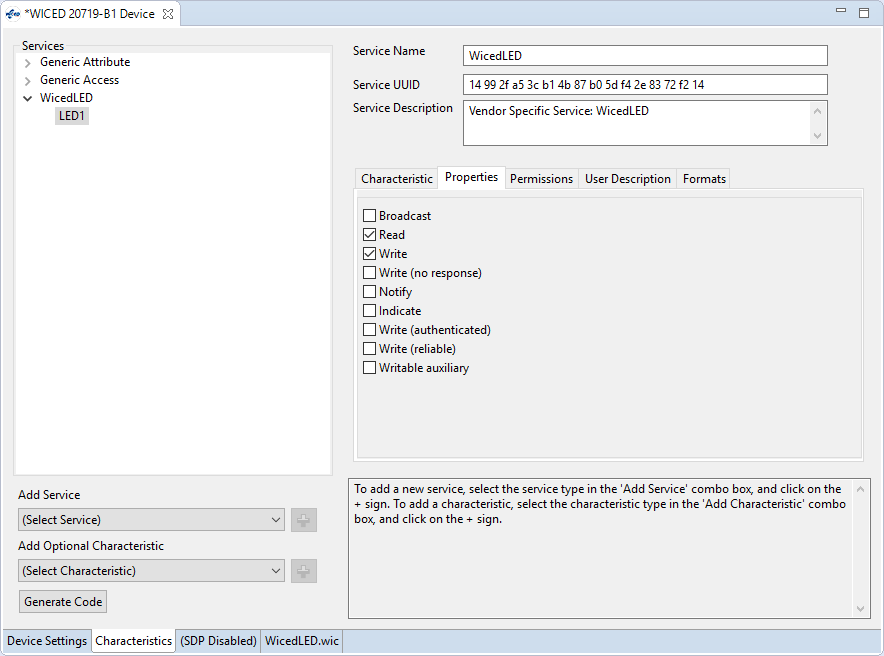 *WICED 20719-B1 Device
Services
Generic Attribute
Generic Access
WicedLED
LED1
Add Service
(Select Service)
Add Optional Characteristic
(Select Characteristic)
Generate Code
Service Name
WicedLED
Service UUID
14 99 2f a5 3c b1 4b 87 b0 5d f4 2e 83 72 f2 14
Service Description
Vendor Specific Service: WicedLED
Characteristic Properties Permissions User Description Formats
Broadcast
Read
Write
Write (no response)
Notify
Indicate
Write (authenticated)
Write (reliable)
Writable auxiliary
To add a new service, select the service type in the 'Add Service' combo box, and click on the
+ sign. To add a characteristic, select the characteristic type in the 'Add Characteristic' combo
box, and click on the + sign.
Device Settings Characteristics (SDP Disabled) WicedLED.wic